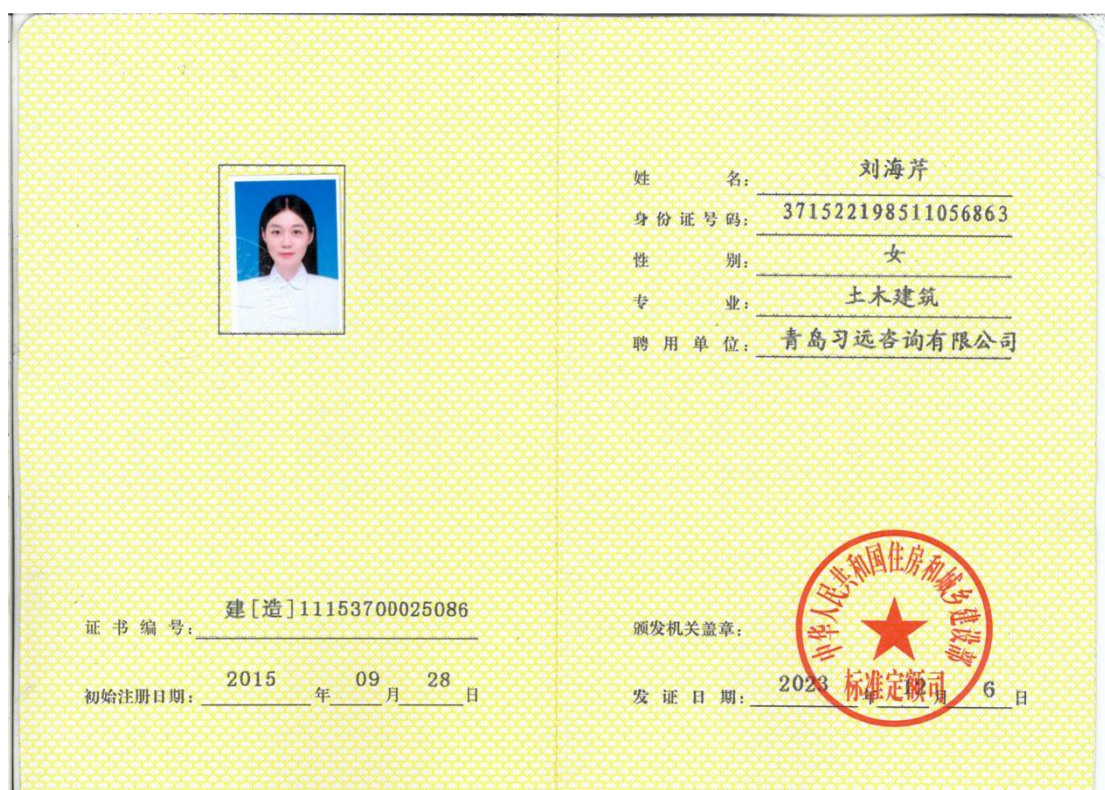 姓 名: 刘海芹
身份证号码: 371522198511056863
性 别: 女
专 业: 土木建筑
聘用单位: 青岛习远咨询有限公司
证书编号: 建[造]11153700025086
初始注册日期: 2015 年 09 月 28 日
颁发机关盖章:
中华人民共和国住房和城乡建设部
标准定额司
发证日期: 2023 年 12 月 6 日